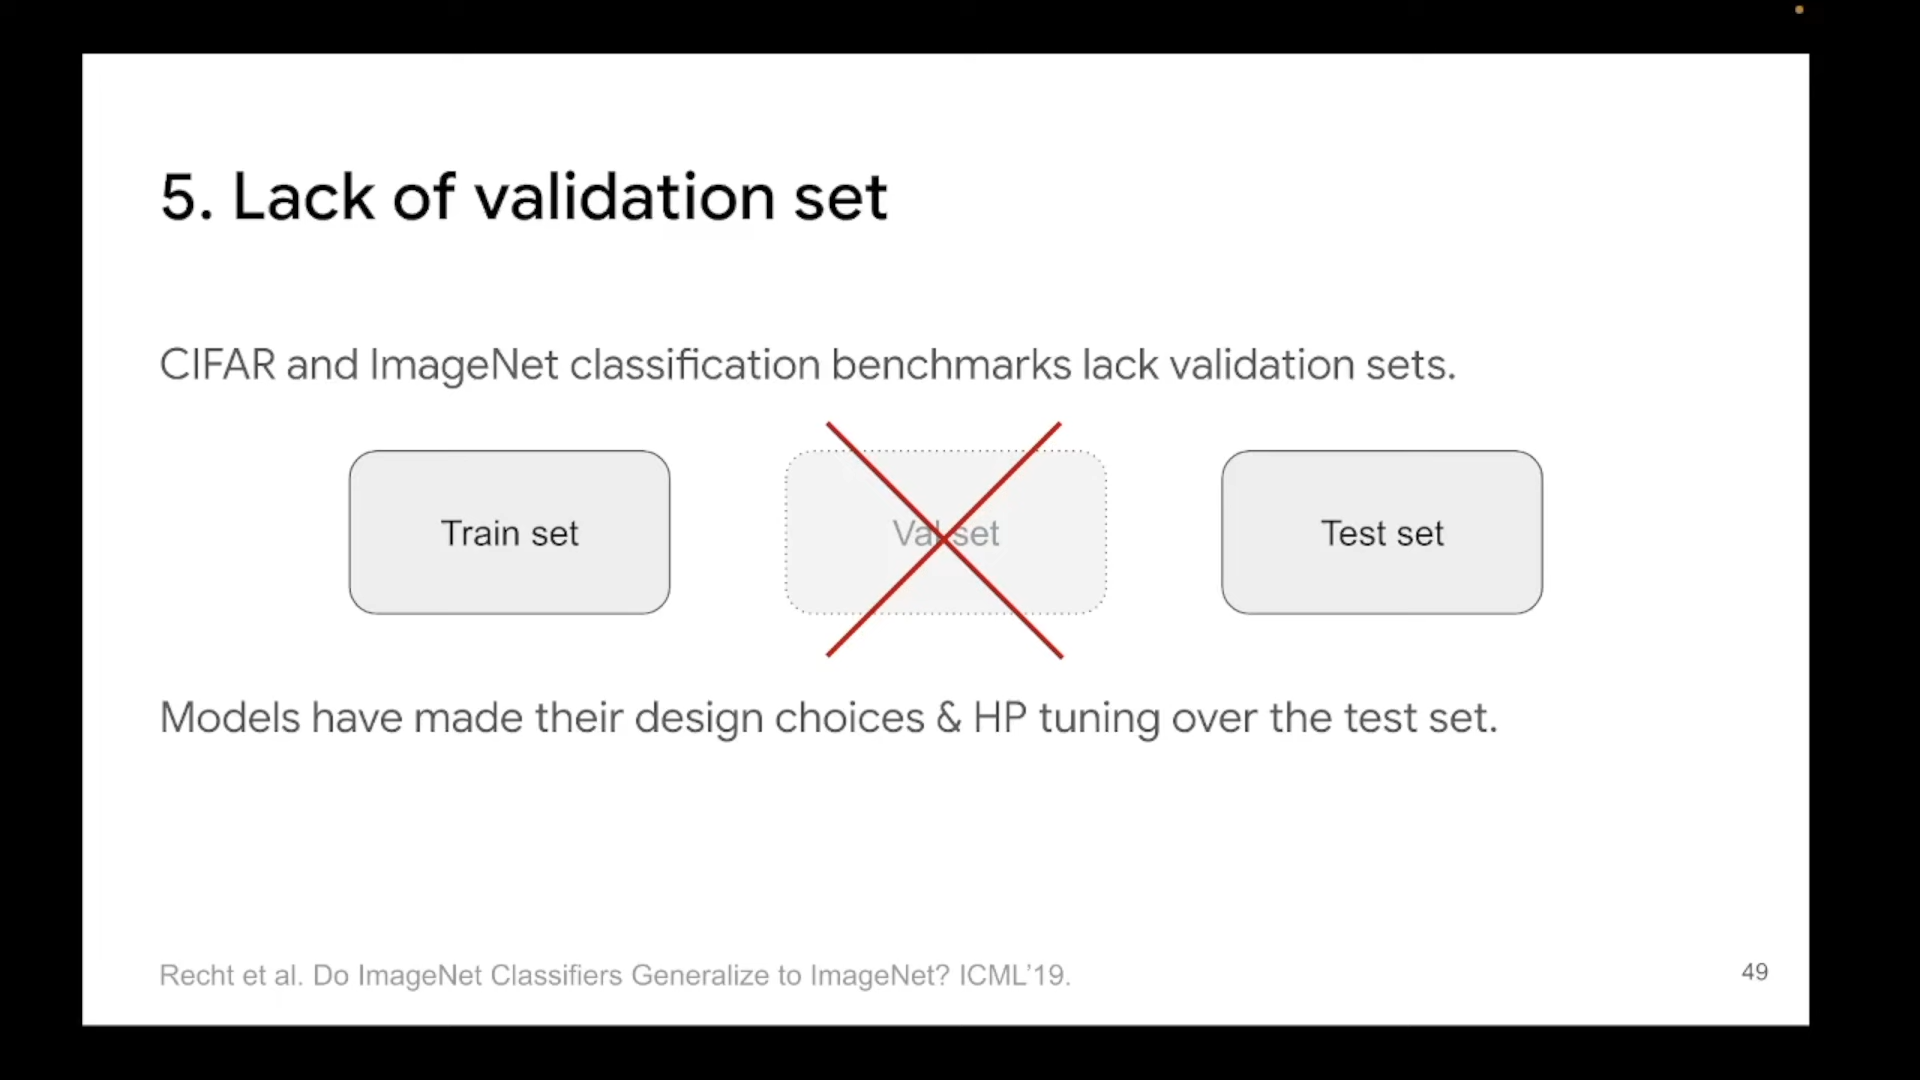 5. Lack of validation set
CIFAR and ImageNet classification benchmarks lack validation sets.
Train set
Val set
Test set
Models have made their design choices & HP tuning over the test set.
Recht et al. Do ImageNet Classifiers Generalize to ImageNet? ICML’19.
49